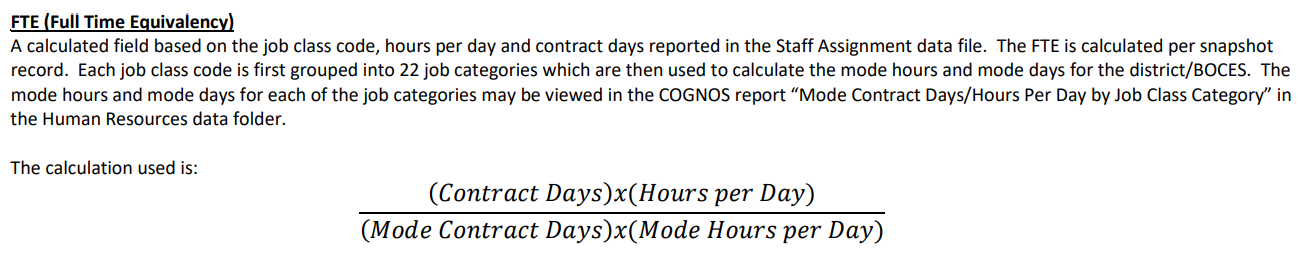 FTE (Full Time Equivalency)
A calculated field based on the job class code, hours per day and contract days reported in the Staff Assignment data file.  The FTE is calculated per snapshot
record.  Each job class code is first grouped into 22 job categories which are then used to calculate the mode hours and mode days for the district/BOCES.  The
mode hours and mode days for each of the job categories may be viewed in the COGNOS report “Mode Contract Days/Hours Per Day by Job Class Category” in
the Human Resources data folder.
The calculation used is:
(Contract Days)x(Hours per Day)
(Mode Contract Days)x(Mode Hours per Day)